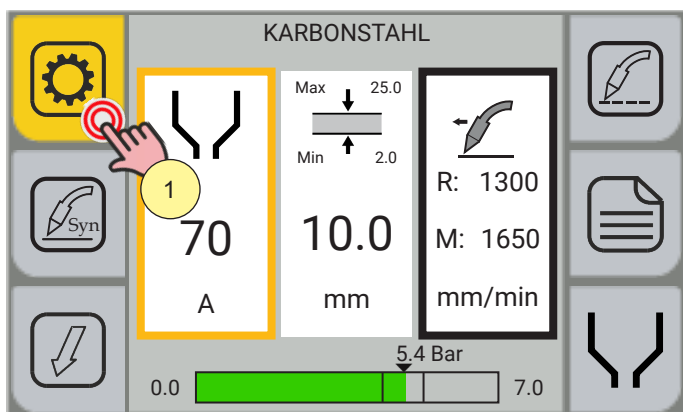 KARBONSTAHL
Max 25.0
Min 2.0
1
Syn
70
A
10.0
mm
R: 1300
M: 1650
mm/min
5.4 Bar
0.0 7.0